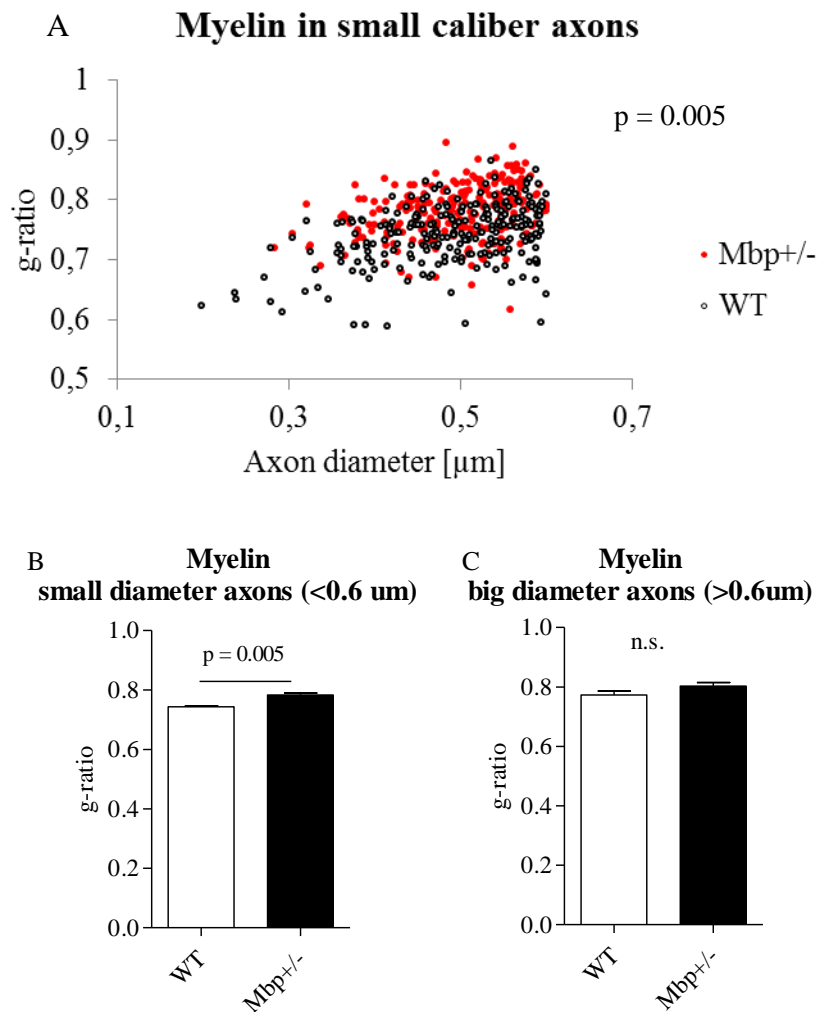 A
Myelin in small caliber axons
p = 0.005
1
0,9
0,8
0,7
0,6
0,5
g-ratio
0,1
0,3
0,5
0,7
Axon diameter [µm]
Mbp+/-
WT
B
Myelin
small diameter axons (<0.6 um)
p = 0.005
1.0
0.8
0.6
0.4
0.2
0.0
g-ratio
WT
Mbp+/-
C
Myelin
big diameter axons (>0.6um)
n.s.
1.0
0.8
0.6
0.4
0.2
0.0
g-ratio
WT
Mbp+/-